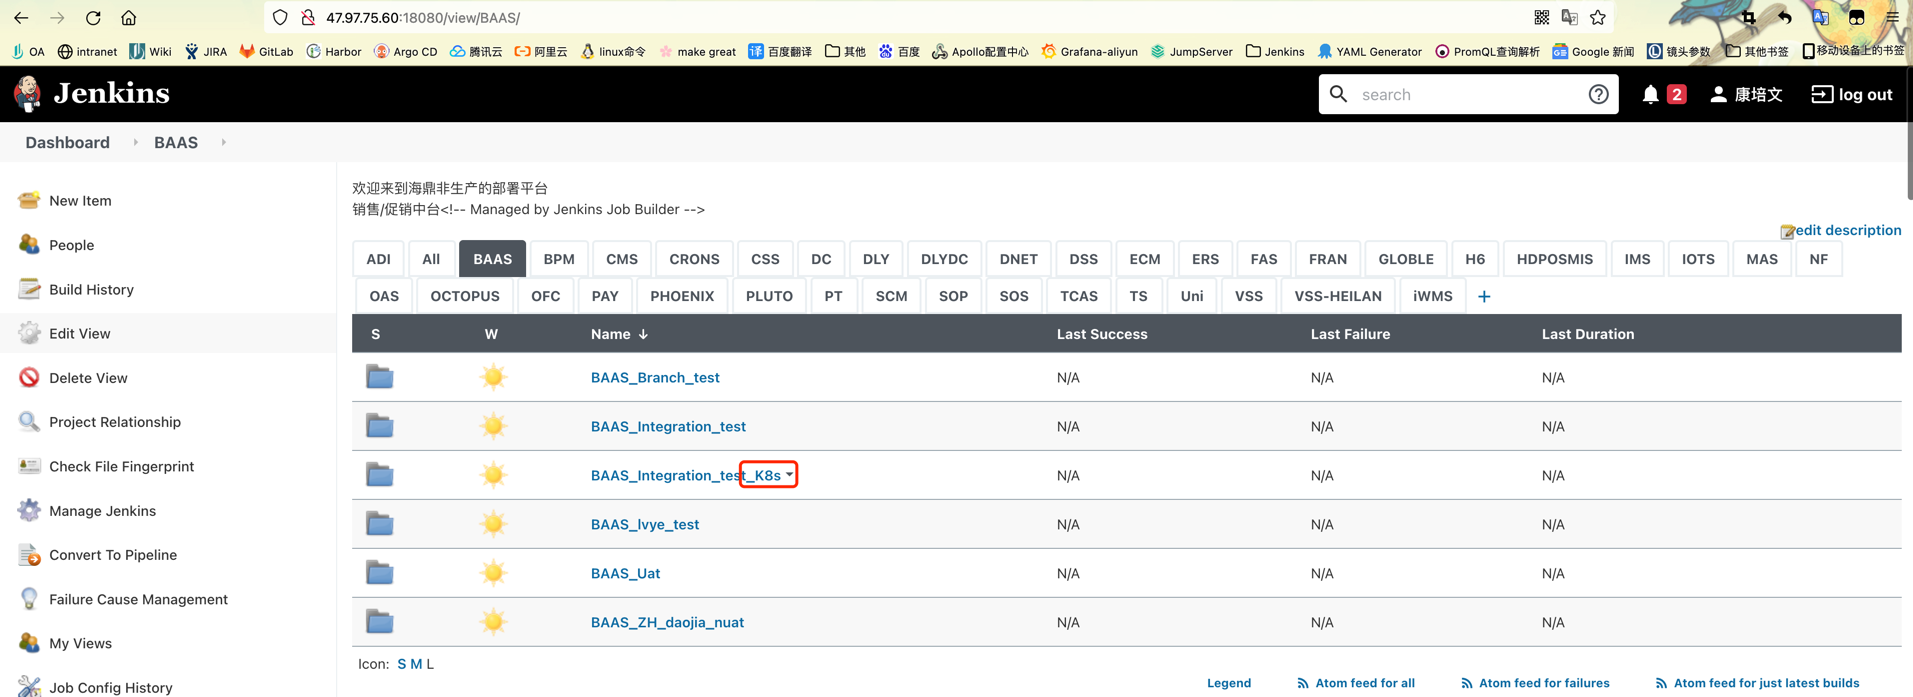 47.97.75.60:18080/view/BAAS/
OA intranet Wiki JIRA GitLab Harbor Argo CD 腾讯云 阿里云 linux命令 make great 百度翻译 其他 百度 Apollo配置中心 Grafana-aliyun JumpServer Jenkins YAML Generator PromQL查询解析 Google 新闻 镜头参数 其他书签 移动设备上的书签
Jenkins search 2 康培文 log out
Dashboard BAAS
New Item
People
Build History
Edit View
Delete View
Project Relationship
Check File Fingerprint
Manage Jenkins
Convert To Pipeline
Failure Cause Management
My Views
Job Config History
欢迎来到海鼎非生产的部署平台
销售/促销中台<!-- Managed by Jenkins Job Builder -->
edit description
ADI All BAAS BPM CMS CRONS CSS DC DLY DLYDC DNET DSS ECM ERS FAS FRAN GLOBLE H6 HDPOSMIS IMS IOTS MAS NF
OAS OCTOPUS OFC PAY PHOENIX PLUTO PT SCM SOP SOS TCAS TS Uni VSS VSS-HEILAN iWMS +
S W Name ↓ Last Success Last Failure Last Duration
BAAS_Branch_test N/A N/A N/A
BAAS_Integration_test N/A N/A N/A
BAAS_Integration_test_K8s N/A N/A N/A
BAAS_lvye_test N/A N/A N/A
BAAS_Uat N/A N/A N/A
BAAS_ZH_daojia_nuat N/A N/A N/A
Icon: S M L
Legend Atom feed for all Atom feed for failures Atom feed for just latest builds